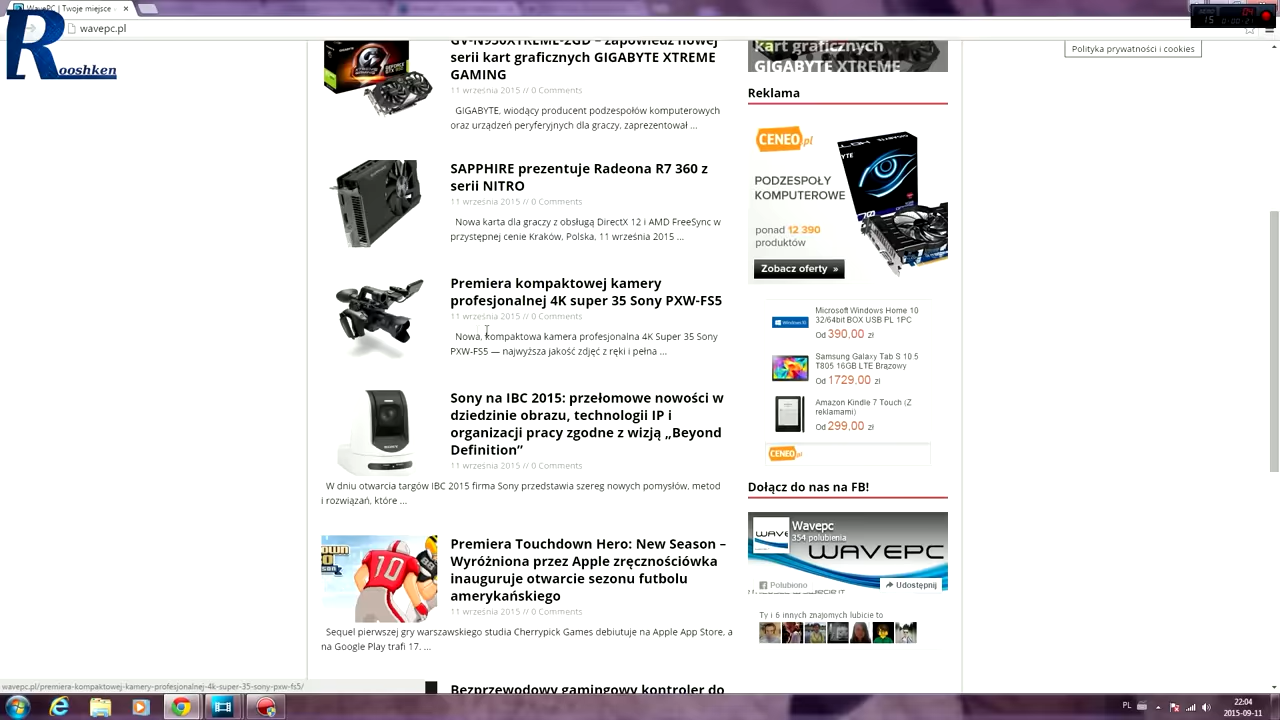 WavePC | Twoje miejsce
wavepc.pl
Rooshken
GV-N950XTREME-2GD – zapowiedź nowej
serii kart graficznych GIGABYTE XTREME
GAMING
11 września 2015 // 0 Comments
GIGABYTE, wiodący producent podzespołów komputerowych
oraz urządzeń peryferyjnych dla graczy, zaprezentował ...
SAPPHIRE prezentuje Radeona R7 360 z
serii NITRO
11 września 2015 // 0 Comments
Nowa karta dla graczy z obsługą DirectX 12 i AMD FreeSync w
przystępnej cenie Kraków, Polska, 11 września 2015 ...
Premiera kompaktowej kamery
profesjonalnej 4K super 35 Sony PXW-FS5
11 września 2015 // 0 Comments
Nowa, kompaktowa kamera profesjonalna 4K Super 35 Sony
PXW-FS5 — najwyższa jakość zdjęć z ręki i pełna ...
Sony na IBC 2015: przełomowe nowości w
dziedzinie obrazu, technologii IP i
organizacji pracy zgodne z wizją „Beyond
Definition”
11 września 2015 // 0 Comments
W dniu otwarcia targów IBC 2015 firma Sony przedstawia szereg nowych pomysłów, metod
i rozwiązań, które ...
Premiera Touchdown Hero: New Season –
Wyróżniona przez Apple zręcznościówka
inauguruje otwarcie sezonu futbolu
amerykańskiego
11 września 2015 // 0 Comments
Sequel pierwszej gry warszawskiego studia Cherrypick Games debiutuje na Apple App Store, a
na Google Play trafi 17. ...
Bezprzewodowy gamingowy kontroler do
kart graficznych
GIGABYTE XTREME
Reklama
CENEO.pl
PODZESPOŁY
KOMPUTEROWE
ponad 12 390
produktów
Zobacz oferty »
Microsoft Windows Home 10
32/64bit BOX USB PL 1PC
Od 390,00 zł
Samsung Galaxy Tab S 10 5
T805 16GB LTE Brązowy
Od 1729,00 zł
Amazon Kindle 7 Touch (Z
reklamami)
Od 299,00 zł
CENEO.pl
Dołącz do nas na FB!
Wavepc
354 polubienia
WAVEPC
Polubiono
Udostępnij
Ty i 6 innych znajomych lubicie to
Polityka prywatności i cookies
wavepc.pl/premiera-kompaktowej-kamery-profesjonalnej-4k-super-35-sony-pxw-fs5/
PL
22:04
2015-09-11